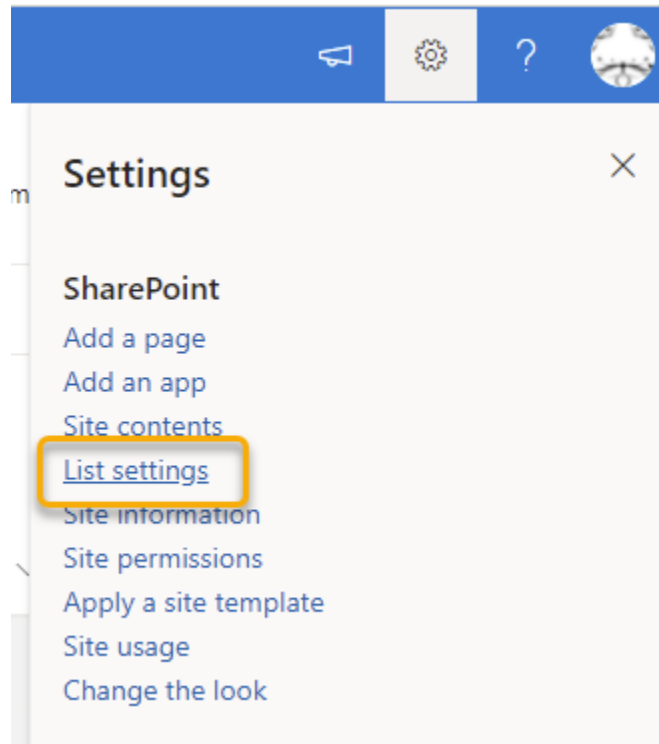 ?
Settings
m
SharePoint
Add a page
Add an app
Site contents
List settings
Site information
Site permissions
Apply a site template
Site usage
Change the look